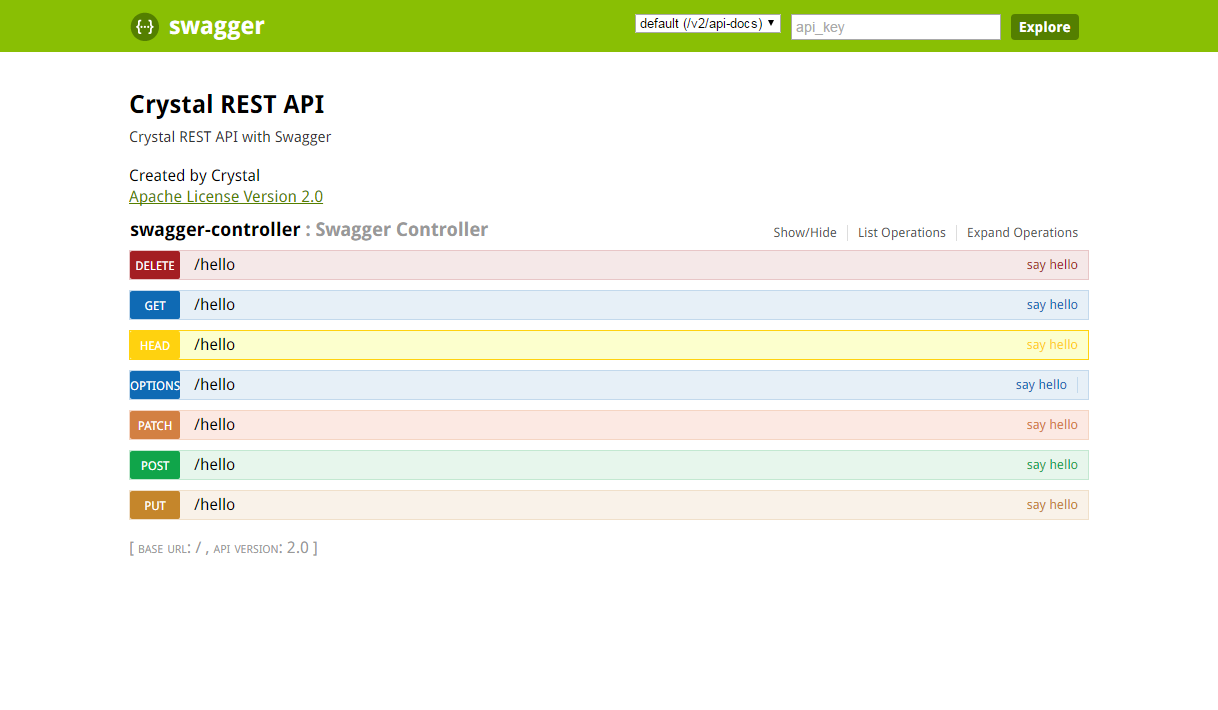 {···} swagger default (/v2/api-docs) ▼ api_key Explore
Crystal REST API
Crystal REST API with Swagger
Created by Crystal
Apache License Version 2.0
swagger-controller : Swagger Controller Show/Hide List Operations Expand Operations
DELETE /hello say hello
GET /hello say hello
HEAD /hello say hello
OPTIONS /hello say hello
PATCH /hello say hello
POST /hello say hello
PUT /hello say hello
[ BASE URL: / , API VERSION: 2.0 ]